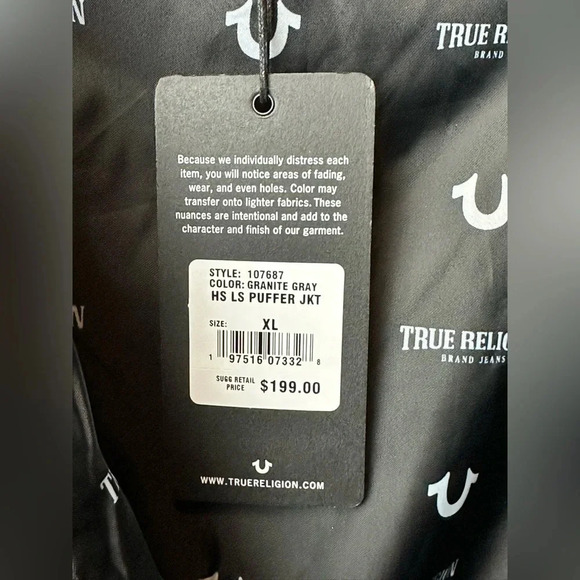 TRUE
BRAND
Because we individually distress each
item, you will notice areas of fading,
wear, and even holes. Color may
transfer onto lighter fabrics. These
nuances are intentional and add to the
character and finish of our garment.
STYLE: 107687
COLOR: GRANITE GRAY
HS LS PUFFER JKT
SIZE: XL
1 97516 07332 8
SUGG RETAIL
PRICE $199.00
WWW.TRUERELIGION.COM
TRUE RELIGION
BRAND JEANS